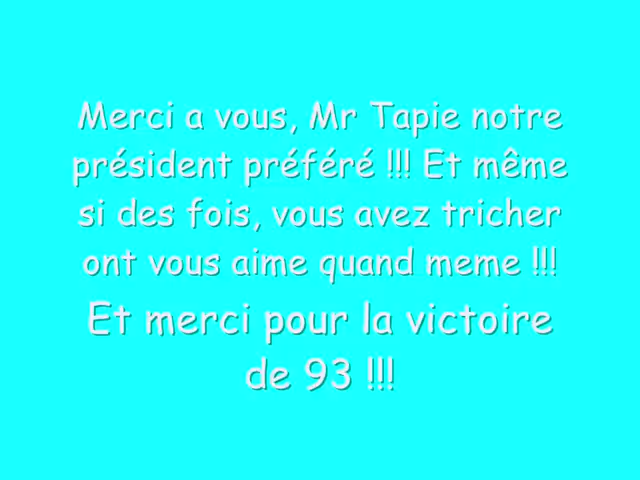 Merci a vous, Mr Tapie notre
président préféré !!! Et même
si des fois, vous avez tricher
ont vous aime quand meme !!!
Et merci pour la victoire
de 93 !!!